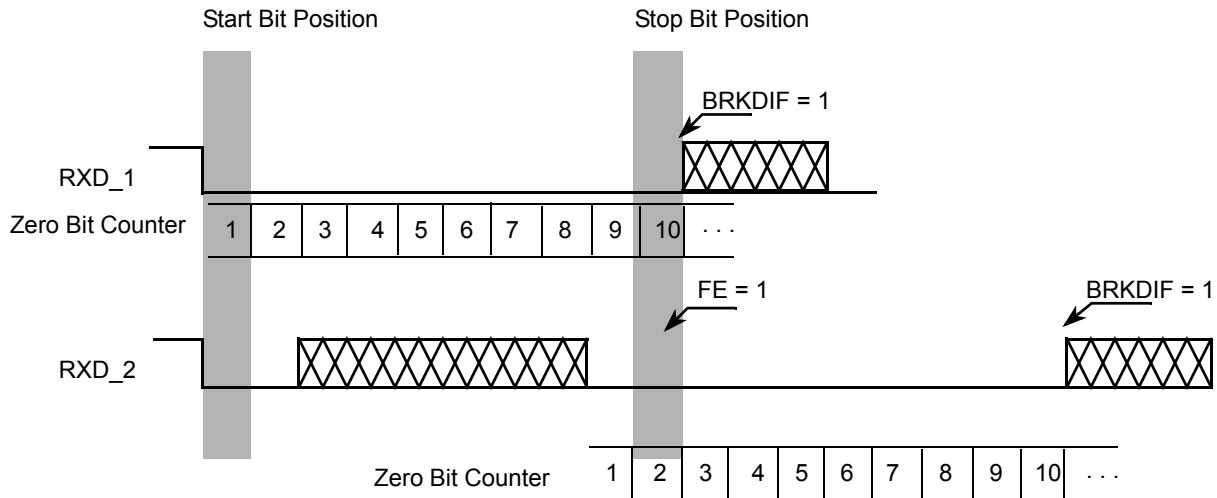 Start Bit Position
Stop Bit Position
BRKDIF = 1
RXD_1
Zero Bit Counter 1 2 3 4 5 6 7 8 9 10 . . .
FE = 1
BRKDIF = 1
RXD_2
Zero Bit Counter 1 2 3 4 5 6 7 8 9 10 . . .